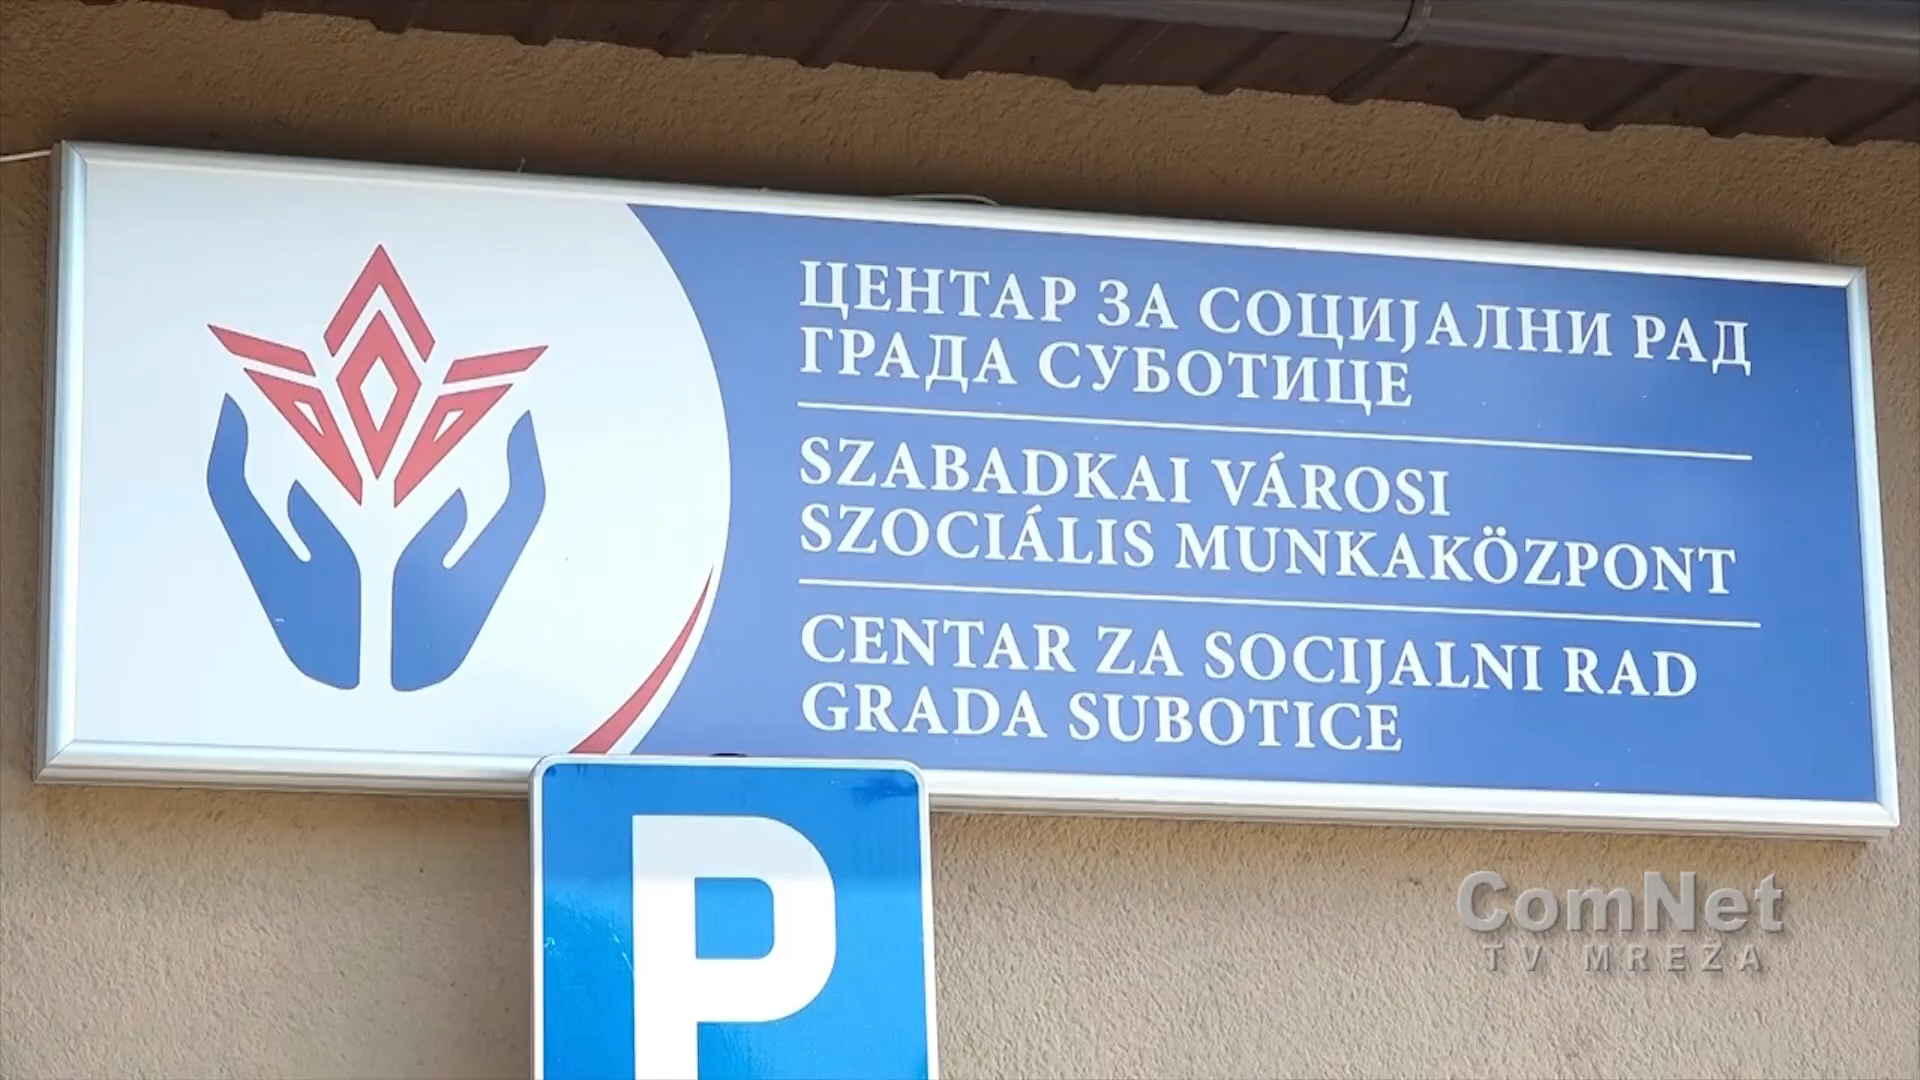 ЦЕНТАР ЗА СОЦИЈАЛНИ РАД
ГРАДА СУБОТИЦЕ
SZABADKAI VÁROSI
SZOCIÁLIS MUNKAKÖZPONT
CENTAR ZA SOCIJALNI RAD
GRADA SUBOTICE
P
ComNet
TV MREŽA